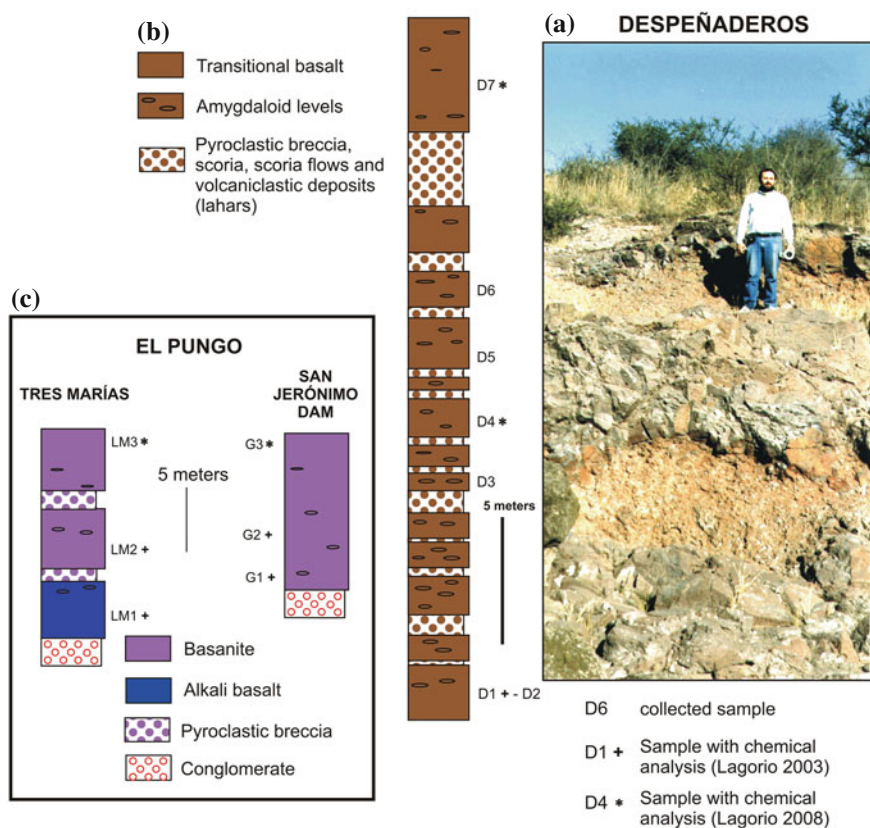 (a)
DESPEÑADEROS
(b)
Transitional basalt
Amygdaloid levels
Pyroclastic breccia,
scoria, scoria flows and
volcaniclastic deposits
(lahars)
D7 *
D6
D5
D4 *
D3
5 meters
D1 + - D2
(c)
EL PUNGO
TRES MARÍAS
SAN
JERÓNIMO
DAM
LM3 *
LM2 +
LM1 +
5 meters
G3 *
G2 +
G1 +
Basanite
Alkali basalt
Pyroclastic breccia
Conglomerate
D6 collected sample
D1 + Sample with chemical
analysis (Lagorio 2003)
D4 * Sample with chemical
analysis (Lagorio 2008)